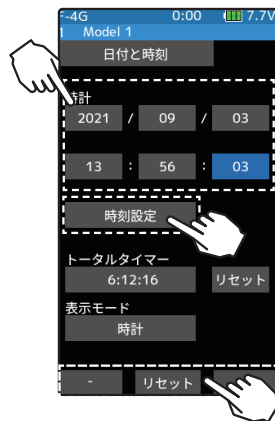 -4G 0:00 7.7V
Model 1
日付と時刻
時計
2021 / 09 / 03
13 : 56 : 03
時刻設定
トータルタイマー
6:12:16 リセット
表示モード
時計
- リセット